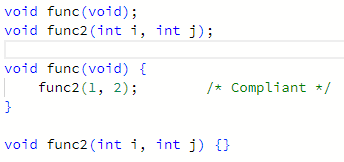 void func(void);
void func2(int i, int j);
void func(void) {
    func2(1, 2);         /* Compliant */
}
void func2(int i, int j) {}